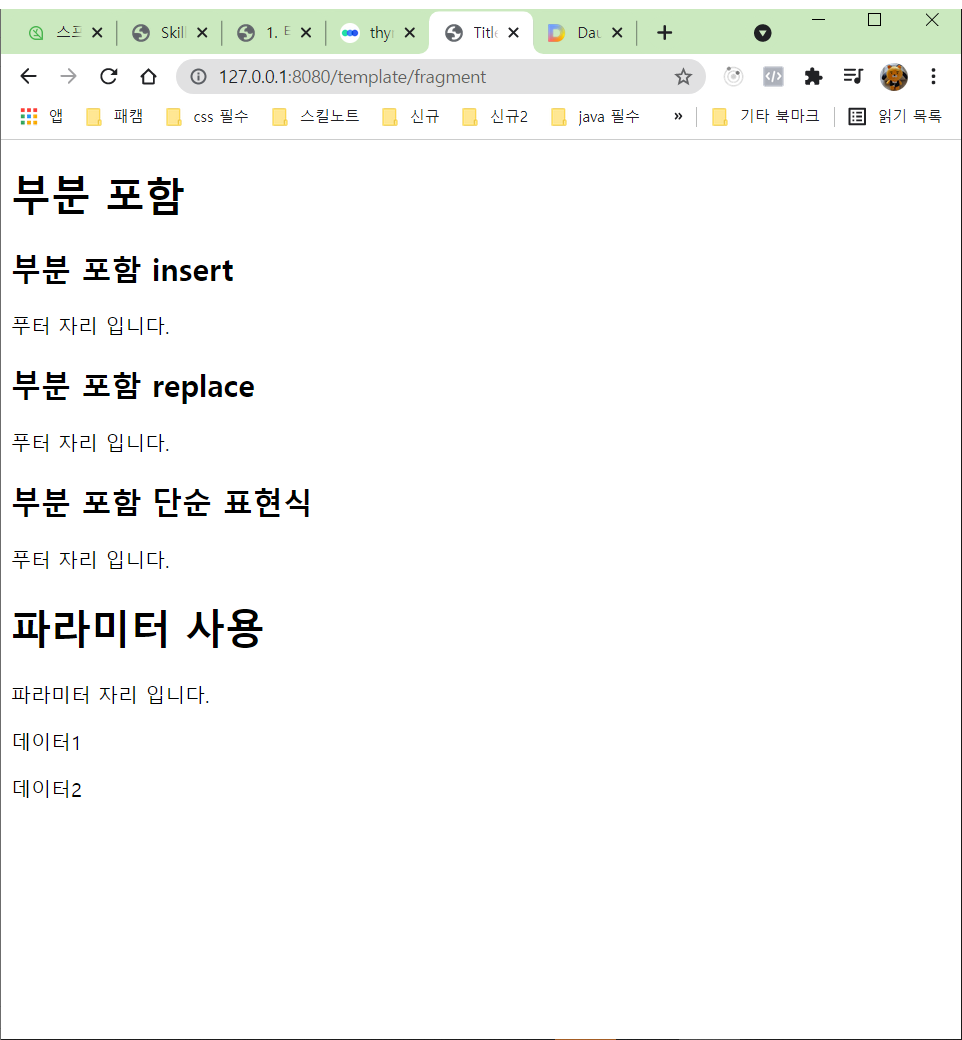 스프
Skil
1. E
thyr
Title
Dau
127.0.0.1:8080/template/fragment
앱 패캠 css 필수 스킬노트 신규 신규2 java 필수 » 기타 북마크 읽기 목록
부분 포함
부분 포함 insert
푸터 자리 입니다.
부분 포함 replace
푸터 자리 입니다.
부분 포함 단순 표현식
푸터 자리 입니다.
파라미터 사용
파라미터 자리 입니다.
데이터1
데이터2